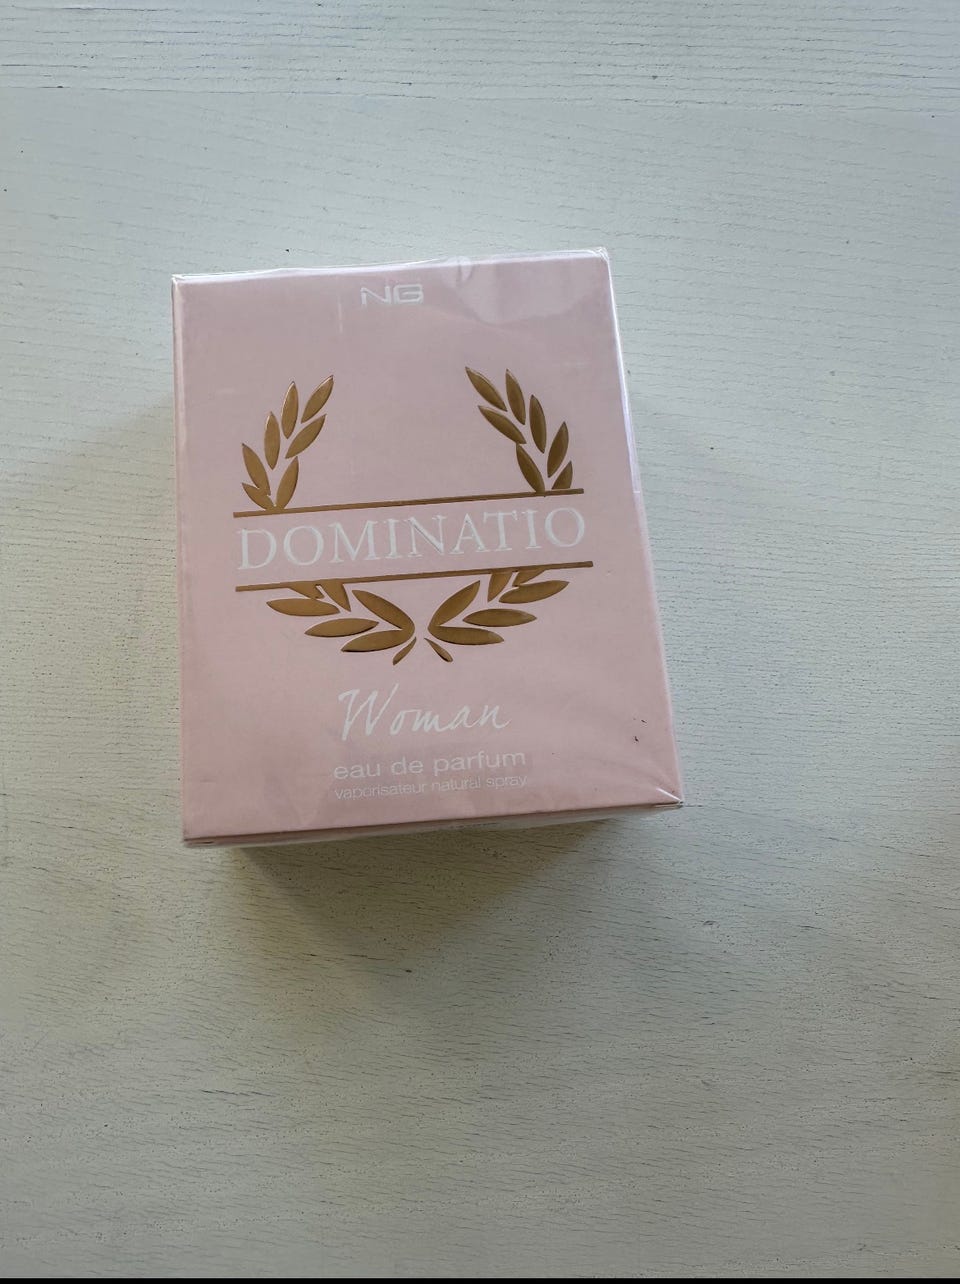 NG
DOMINATIO
Woman
eau de parfum
vaporisateur natural spray